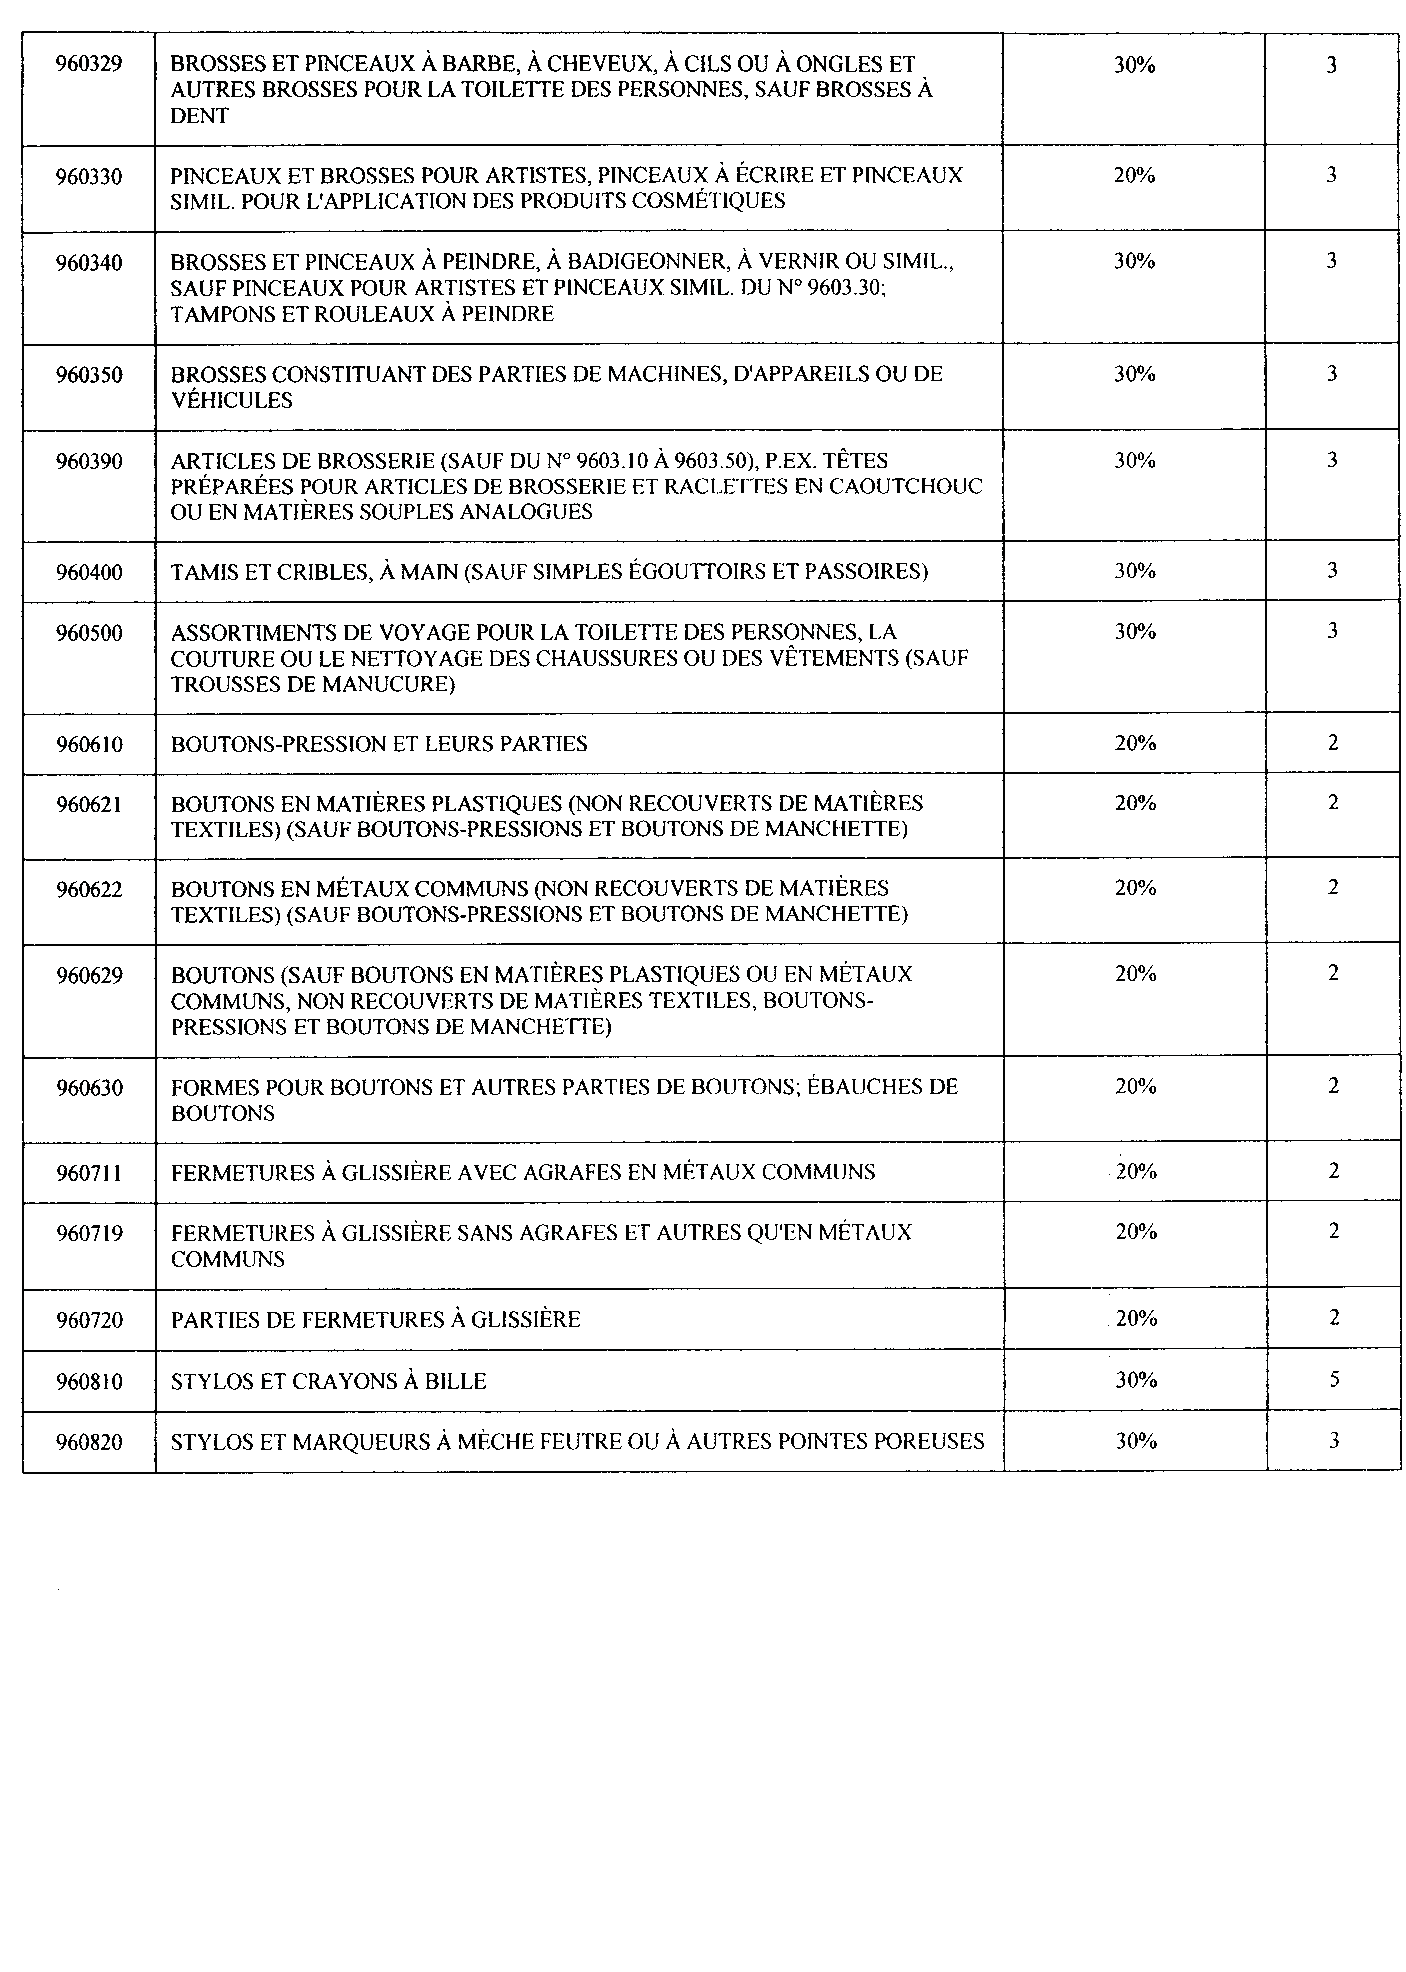 960329 BROSSES ET PINCEAUX À BARBE, À CHEVEUX, À CILS OU À ONGLES ET 30% 3
AUTRES BROSSES POUR LA TOILETTE DES PERSONNES, SAUF BROSSES À
DENT
960330 PINCEAUX ET BROSSES POUR ARTISTES, PINCEAUX À ÉCRIRE ET PINCEAUX 20% 3
SIMIL. POUR L'APPLICATION DES PRODUITS COSMÉTIQUES
960340 BROSSES ET PINCEAUX À PEINDRE, À BADIGEONNER, À VERNIR OU SIMIL., 30% 3
SAUF PINCEAUX POUR ARTISTES ET PINCEAUX SIMIL. DU N° 9603.30;
TAMPONS ET ROULEAUX À PEINDRE
960350 BROSSES CONSTITUANT DES PARTIES DE MACHINES, D'APPAREILS OU DE 30% 3
VÉHICULES
960390 ARTICLES DE BROSSERIE (SAUF DU N° 9603.10 À 9603.50), P.EX. TÊTES 30% 3
PRÉPARÉES POUR ARTICLES DE BROSSERIE ET RACLETTES EN CAOUTCHOUC
OU EN MATIÈRES SOUPLES ANALOGUES
960400 TAMIS ET CRIBLES, À MAIN (SAUF SIMPLES ÉGOUTTOIRS ET PASSOIRES) 30% 3
960500 ASSORTIMENTS DE VOYAGE POUR LA TOILETTE DES PERSONNES, LA 30% 3
COUTURE OU LE NETTOYAGE DES CHAUSSURES OU DES VÊTEMENTS (SAUF
TROUSSES DE MANUCURE)
960610 BOUTONS-PRESSION ET LEURS PARTIES 20% 2
960621 BOUTONS EN MATIÈRES PLASTIQUES (NON RECOUVERTS DE MATIÈRES 20% 2
TEXTILES) (SAUF BOUTONS-PRESSIONS ET BOUTONS DE MANCHETTE)
960622 BOUTONS EN MÉTAUX COMMUNS (NON RECOUVERTS DE MATIÈRES 20% 2
TEXTILES) (SAUF BOUTONS-PRESSIONS ET BOUTONS DE MANCHETTE)
960629 BOUTONS (SAUF BOUTONS EN MATIÈRES PLASTIQUES OU EN MÉTAUX 20% 2
COMMUNS, NON RECOUVERTS DE MATIÈRES TEXTILES, BOUTONS-
PRESSIONS ET BOUTONS DE MANCHETTE)
960630 FORMES POUR BOUTONS ET AUTRES PARTIES DE BOUTONS; ÉBAUCHES DE 20% 2
BOUTONS
960711 FERMETURES À GLISSIÈRE AVEC AGRAFES EN MÉTAUX COMMUNS 20% 2
960719 FERMETURES À GLISSIÈRE SANS AGRAFES ET AUTRES QU'EN MÉTAUX 20% 2
COMMUNS
960720 PARTIES DE FERMETURES À GLISSIÈRE 20% 2
960810 STYLOS ET CRAYONS À BILLE 30% 5
960820 STYLOS ET MARQUEURS À MÈCHE FEUTRE OU À AUTRES POINTES POREUSES 30% 3